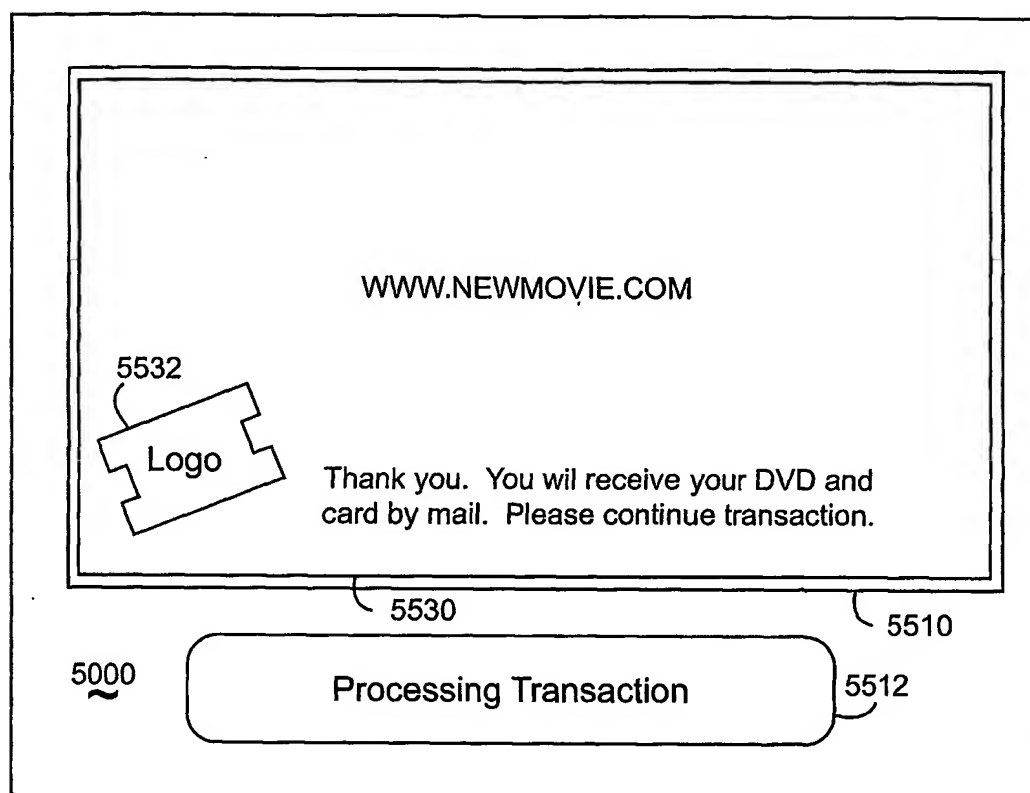 WWW.NEWMOVIE.COM
5532
Logo
Thank you. You wil receive your DVD and
card by mail. Please continue transaction.
5530
5510
5000
Processing Transaction
5512